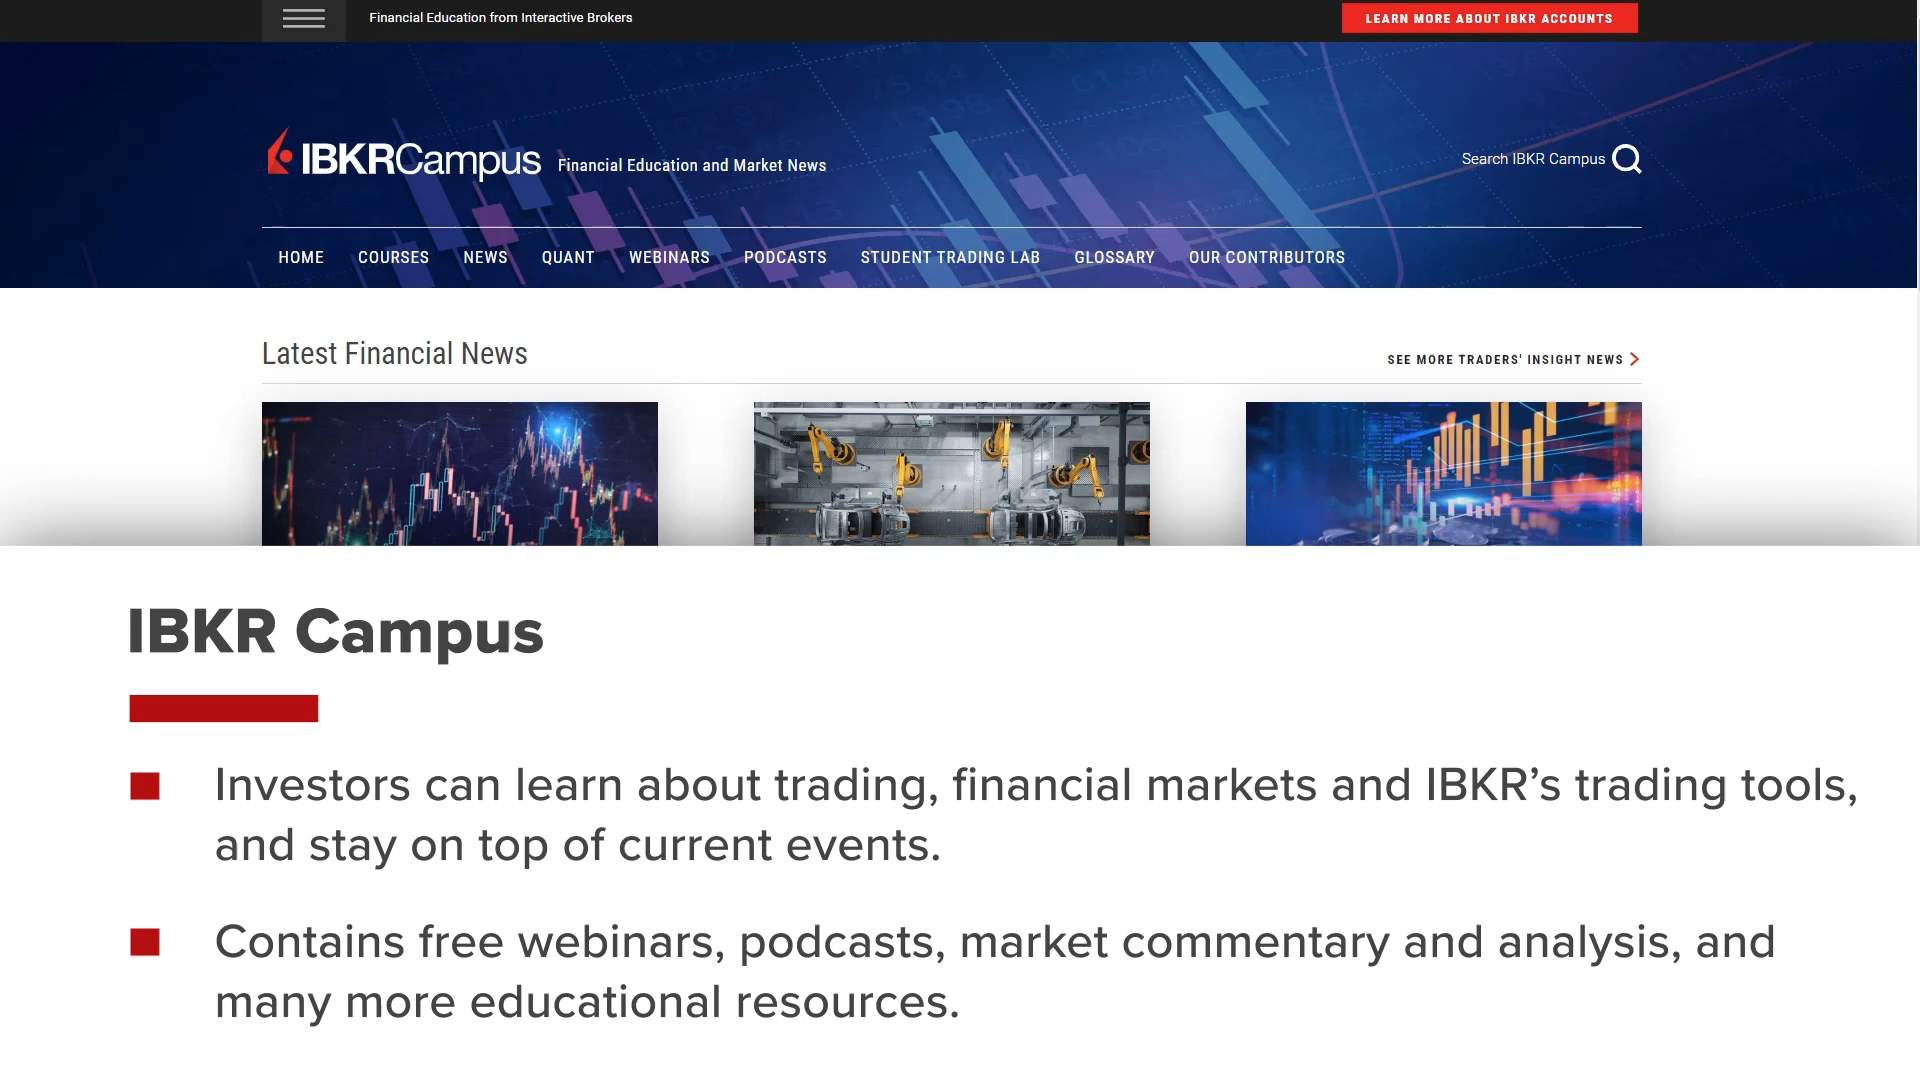 Financial Education from Interactive Brokers
LEARN MORE ABOUT IBKR ACCOUNTS
IBKRCampus
Financial Education and Market News
Search IBKR Campus
HOME COURSES NEWS QUANT WEBINARS PODCASTS STUDENT TRADING LAB GLOSSARY OUR CONTRIBUTORS
Latest Financial News
SEE MORE TRADERS' INSIGHT NEWS
IBKR Campus
Investors can learn about trading, financial markets and IBKR’s trading tools,
and stay on top of current events.
Contains free webinars, podcasts, market commentary and analysis, and
many more educational resources.